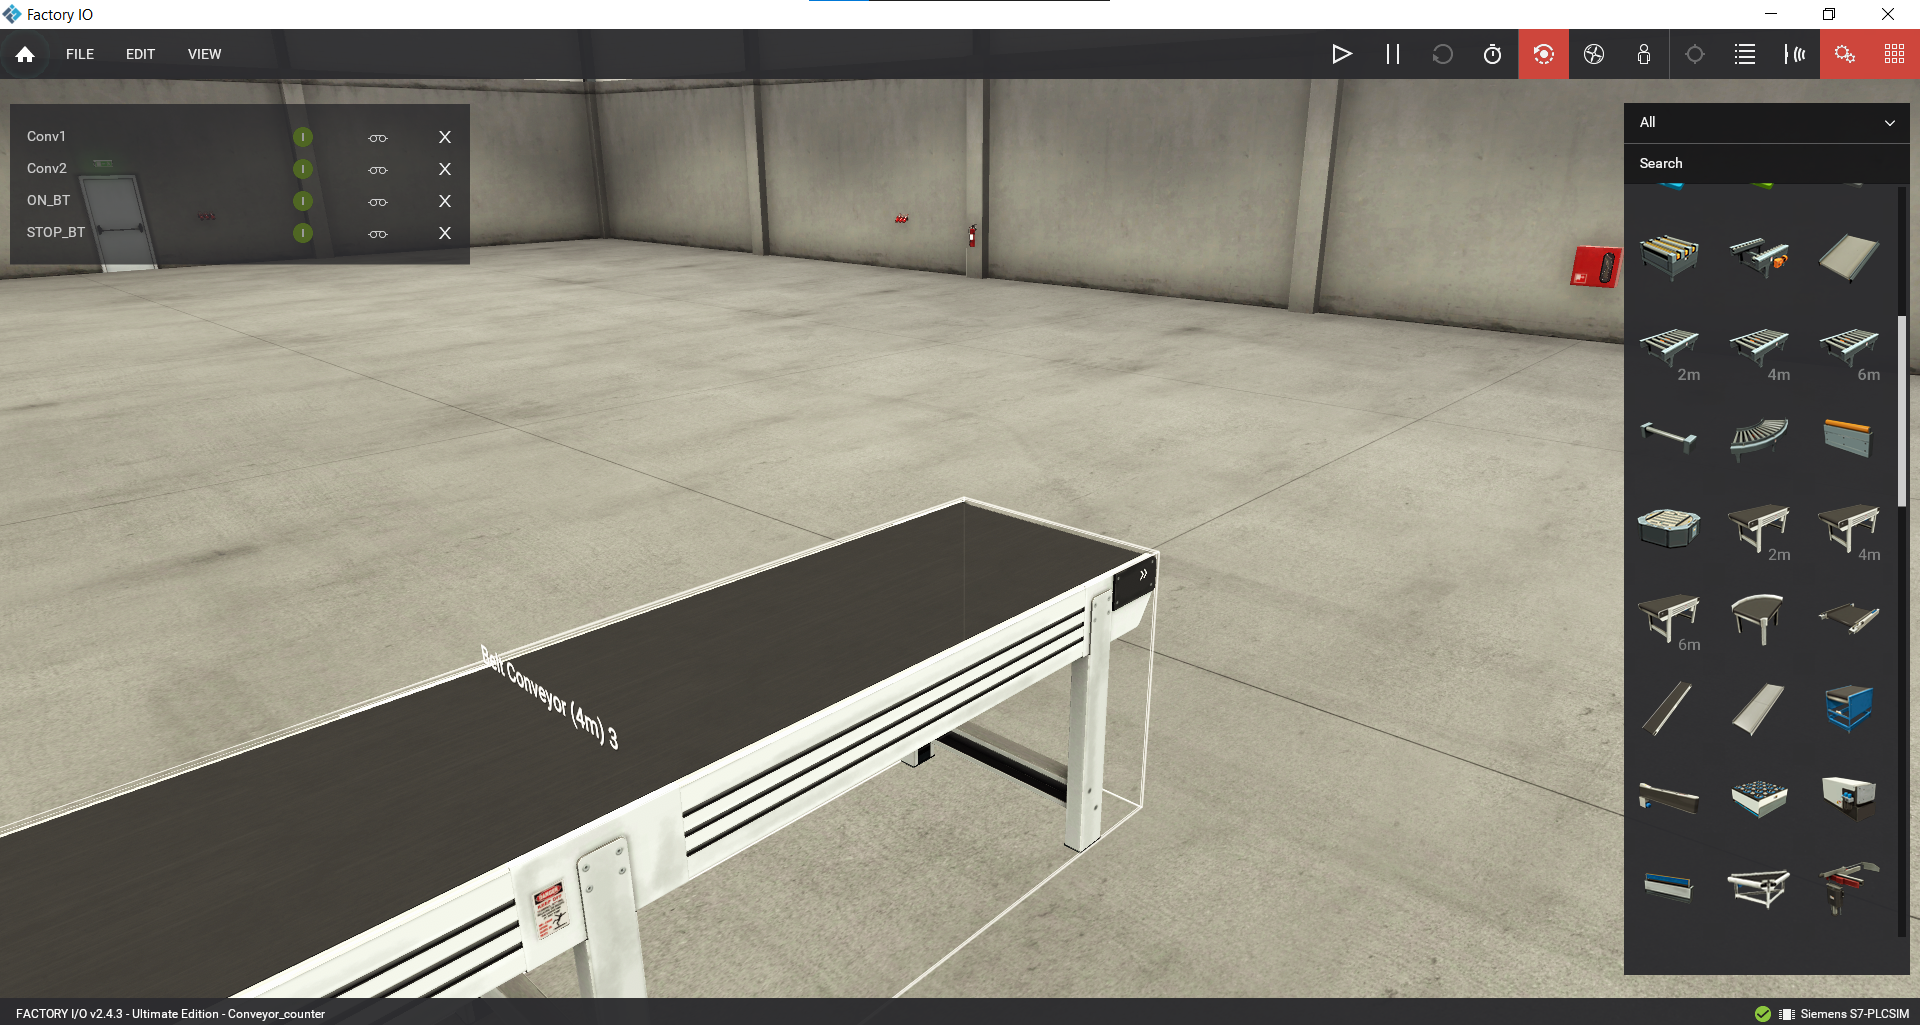 Factory IO
FILE EDIT VIEW
Conv1
Conv2
ON_BT
STOP_BT
All
Search
2m 4m 6m
2m 4m
6m
Belt Conveyor (4m) 3
DANGER
FACTORY I/O v2.4.3 - Ultimate Edition - Conveyor_counter
Siemens S7-PLCSIM